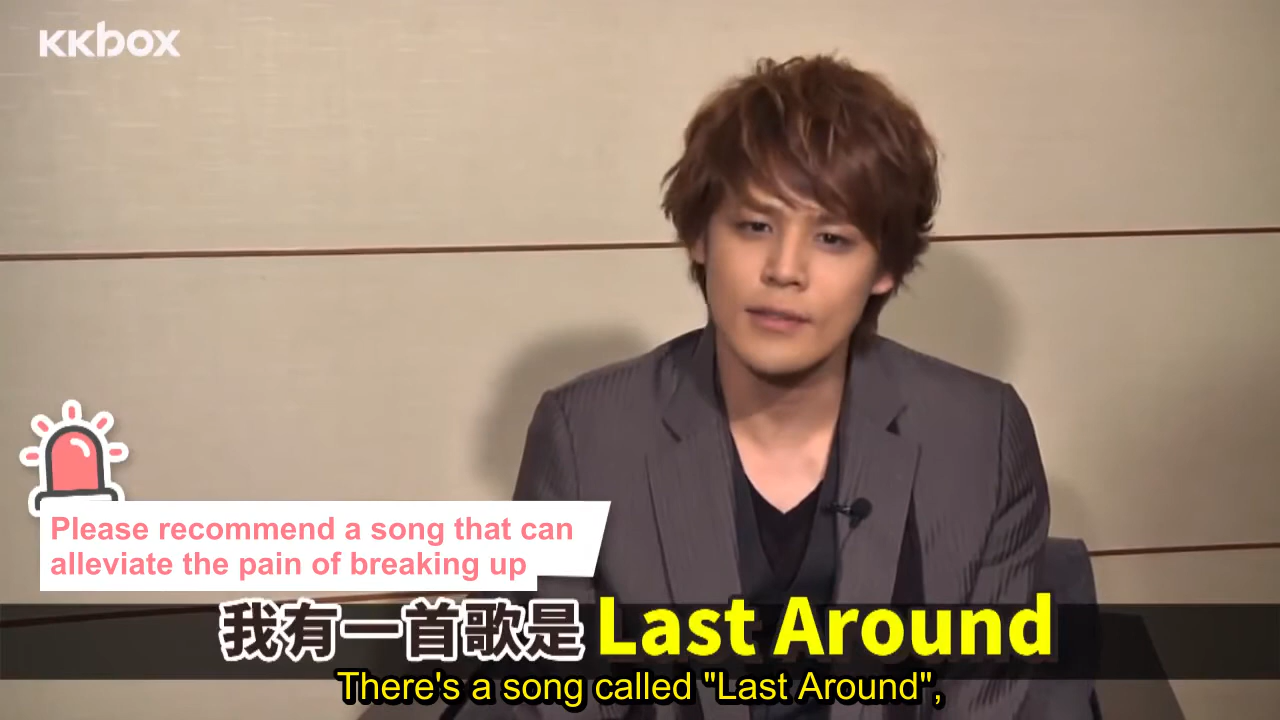 KKBOX
Please recommend a song that can
alleviate the pain of breaking up
我有一首歌是 Last Around
There's a song called "Last Around",